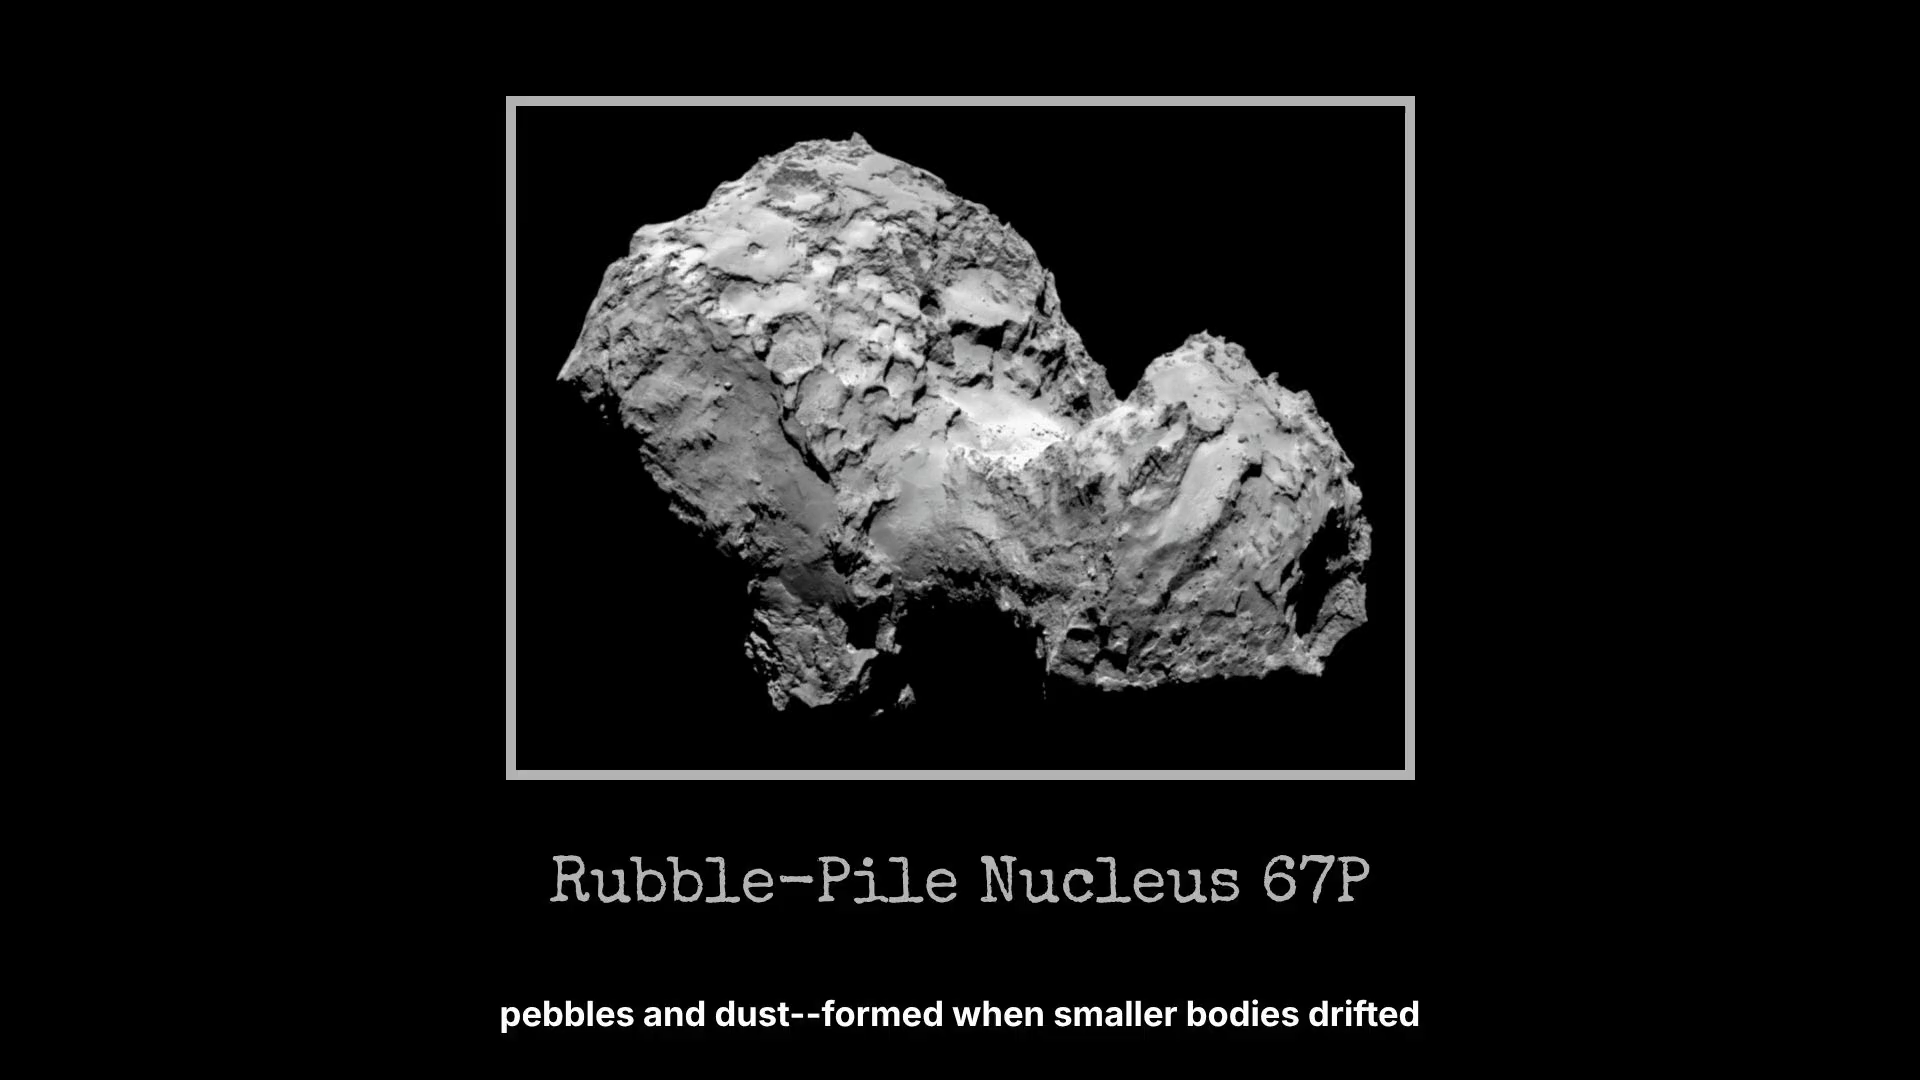 Rubble-Pile Nucleus 67P
pebbles and dust--formed when smaller bodies drifted